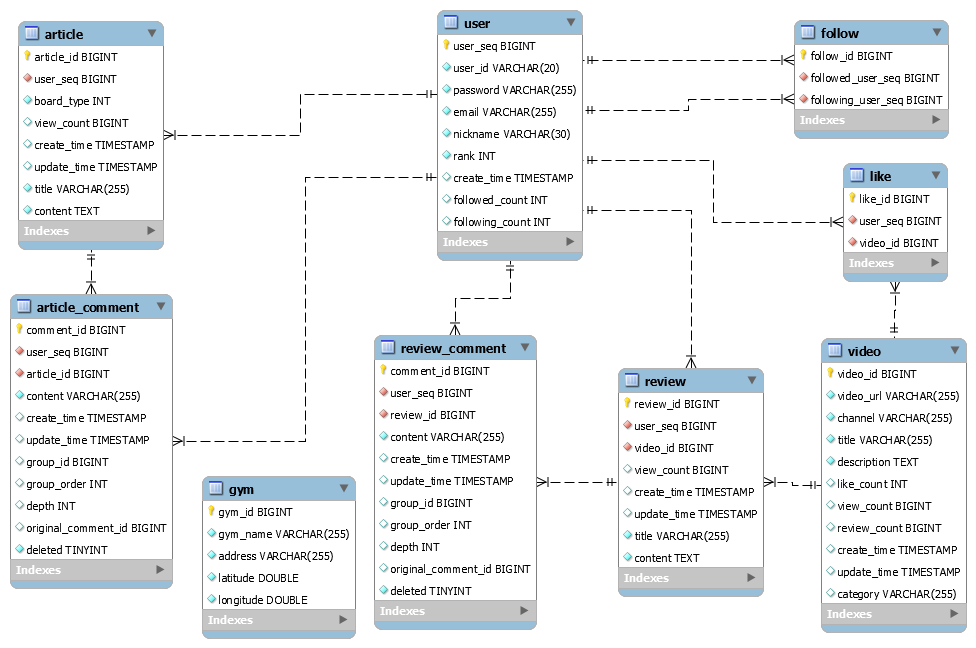 article
article_id BIGINT
user_seq BIGINT
board_type INT
view_count BIGINT
create_time TIMESTAMP
update_time TIMESTAMP
title VARCHAR(255)
content TEXT
Indexes
user
user_seq BIGINT
user_id VARCHAR(20)
password VARCHAR(255)
email VARCHAR(255)
nickname VARCHAR(30)
rank INT
create_time TIMESTAMP
followed_count INT
following_count INT
Indexes
follow
follow_id BIGINT
followed_user_seq BIGINT
following_user_seq BIGINT
Indexes
like
like_id BIGINT
user_seq BIGINT
video_id BIGINT
Indexes
article_comment
comment_id BIGINT
user_seq BIGINT
article_id BIGINT
content VARCHAR(255)
create_time TIMESTAMP
update_time TIMESTAMP
group_id BIGINT
group_order INT
depth INT
original_comment_id BIGINT
deleted TINYINT
Indexes
gym
gym_id BIGINT
gym_name VARCHAR(255)
address VARCHAR(255)
latitude DOUBLE
longitude DOUBLE
Indexes
review_comment
comment_id BIGINT
user_seq BIGINT
review_id BIGINT
content VARCHAR(255)
create_time TIMESTAMP
update_time TIMESTAMP
group_id BIGINT
group_order INT
depth INT
original_comment_id BIGINT
deleted TINYINT
Indexes
review
review_id BIGINT
user_seq BIGINT
video_id BIGINT
view_count BIGINT
create_time TIMESTAMP
update_time TIMESTAMP
title VARCHAR(255)
content TEXT
Indexes
video
video_id BIGINT
video_url VARCHAR(255)
channel VARCHAR(255)
title VARCHAR(255)
description TEXT
like_count INT
view_count BIGINT
review_count BIGINT
create_time TIMESTAMP
update_time TIMESTAMP
category VARCHAR(255)
Indexes